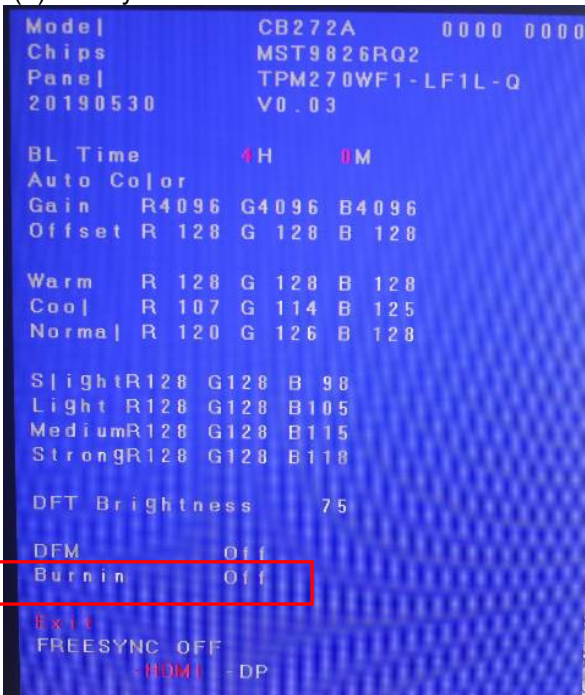 Model CB272A 0000 0000
Chips MST9826RQ2
Panel TPM270WF1-LF1L-Q
20190530 V0.03
BL Time 4H 0M
Auto Color
Gain R4096 G4096 B4096
Offset R 128 G 128 B 128
Warm R 128 G 128 B 128
Cool R 107 G 114 B 125
Normal R 120 G 126 B 128
SlightR128 G128 B 98
Light R128 G128 B105
MediumR128 G128 B115
StrongR128 G128 B118
DFT Brightness 75
DFM Off
Burnin Off
Exit
FREESYNC OFF
-HDMI -DP